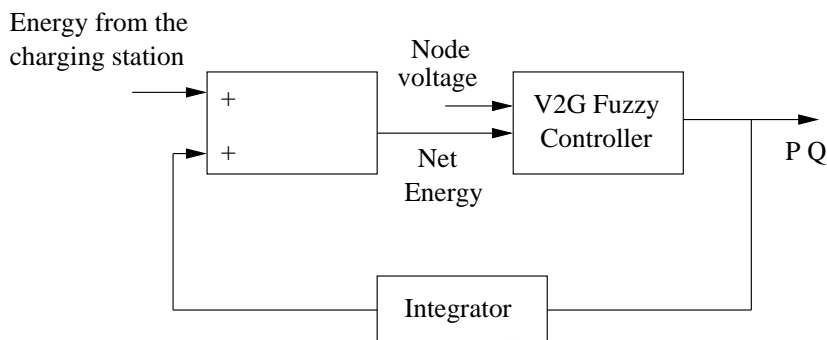 Energy from the
charging station
+
+
Node
voltage
Net
Energy
V2G Fuzzy
Controller
P Q
Integrator